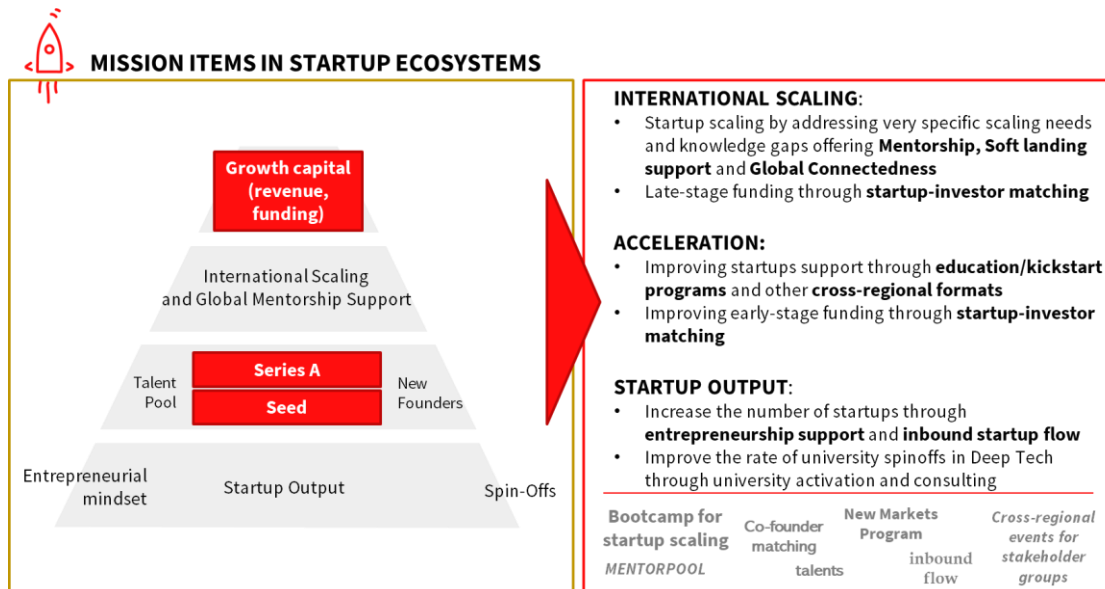 MISSION ITEMS IN STARTUP ECOSYSTEMS
Growth capital
(revenue,
funding)
International Scaling
and Global Mentorship Support
Talent
Pool
Series A
Seed
New
Founders
Entrepreneurial
mindset
Startup Output
Spin-Offs
INTERNATIONAL SCALING:
• Startup scaling by addressing very specific scaling needs
and knowledge gaps offering Mentorship, Soft landing
support and Global Connectedness
• Late-stage funding through startup-investor matching
ACCELERATION:
• Improving startups support through education/kickstart
programs and other cross-regional formats
• Improving early-stage funding through startup-investor
matching
STARTUP OUTPUT:
• Increase the number of startups through
entrepreneurship support and inbound startup flow
• Improve the rate of university spinoffs in Deep Tech
through university activation and consulting
Bootcamp for
startup scaling
MENTORPOOL
Co-founder
matching
talents
New Markets
Program
inbound
flow
Cross-regional
events for
stakeholder
groups